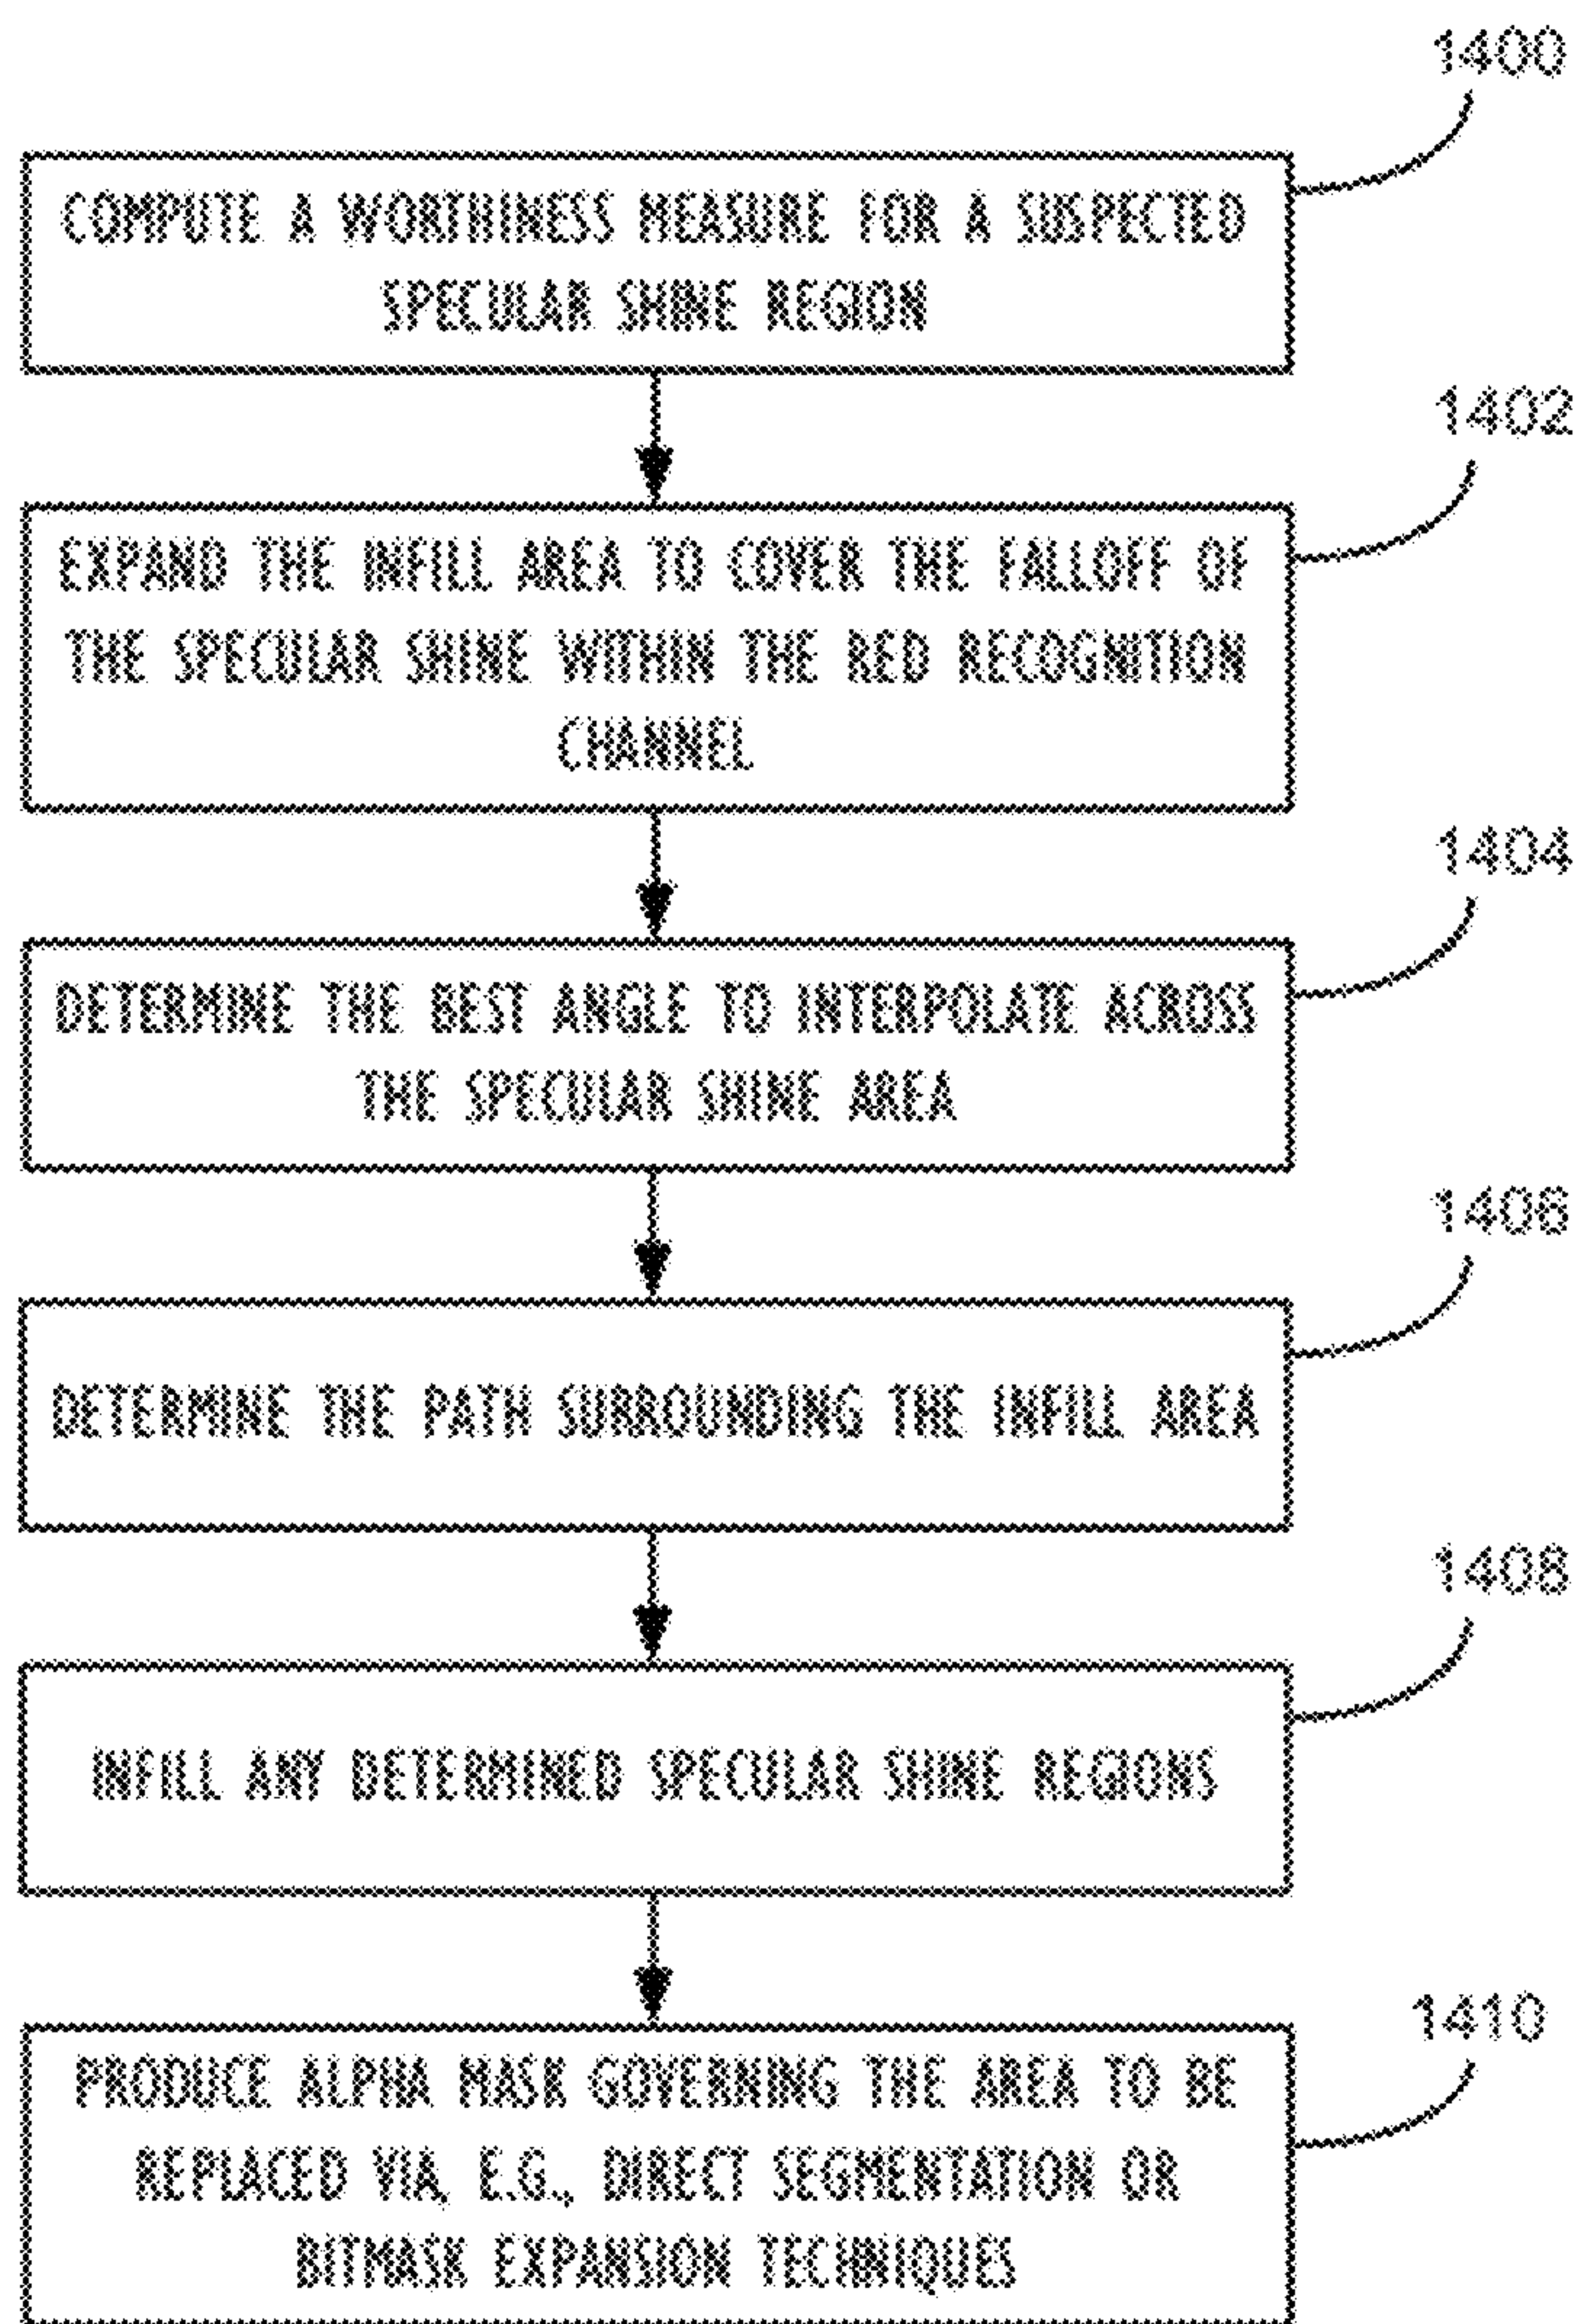 1400
COMPUTE A WORTHINESS MEASURE FOR A SUSPECTED
SPECULAR SHINE REGION
1402
EXPAND THE INFILL AREA TO COVER THE FALLOFF OF
THE SPECULAR SHINE WITHIN THE RED RECOGNITION
CHANNEL
1404
DETERMINE THE BEST ANGLE TO INTERPOLATE ACROSS
THE SPECULAR SHINE AREA
1406
DETERMINE THE PATH SURROUNDING THE INFILL AREA
1408
INFILL ANY DETERMINED SPECULAR SHINE REGIONS
1410
PRODUCE ALPHA MASK GOVERNING THE AREA TO BE
REPLACED VIA, E.G., DIRECT SEGMENTATION OR
BITMASK EXPANSION TECHNIQUES